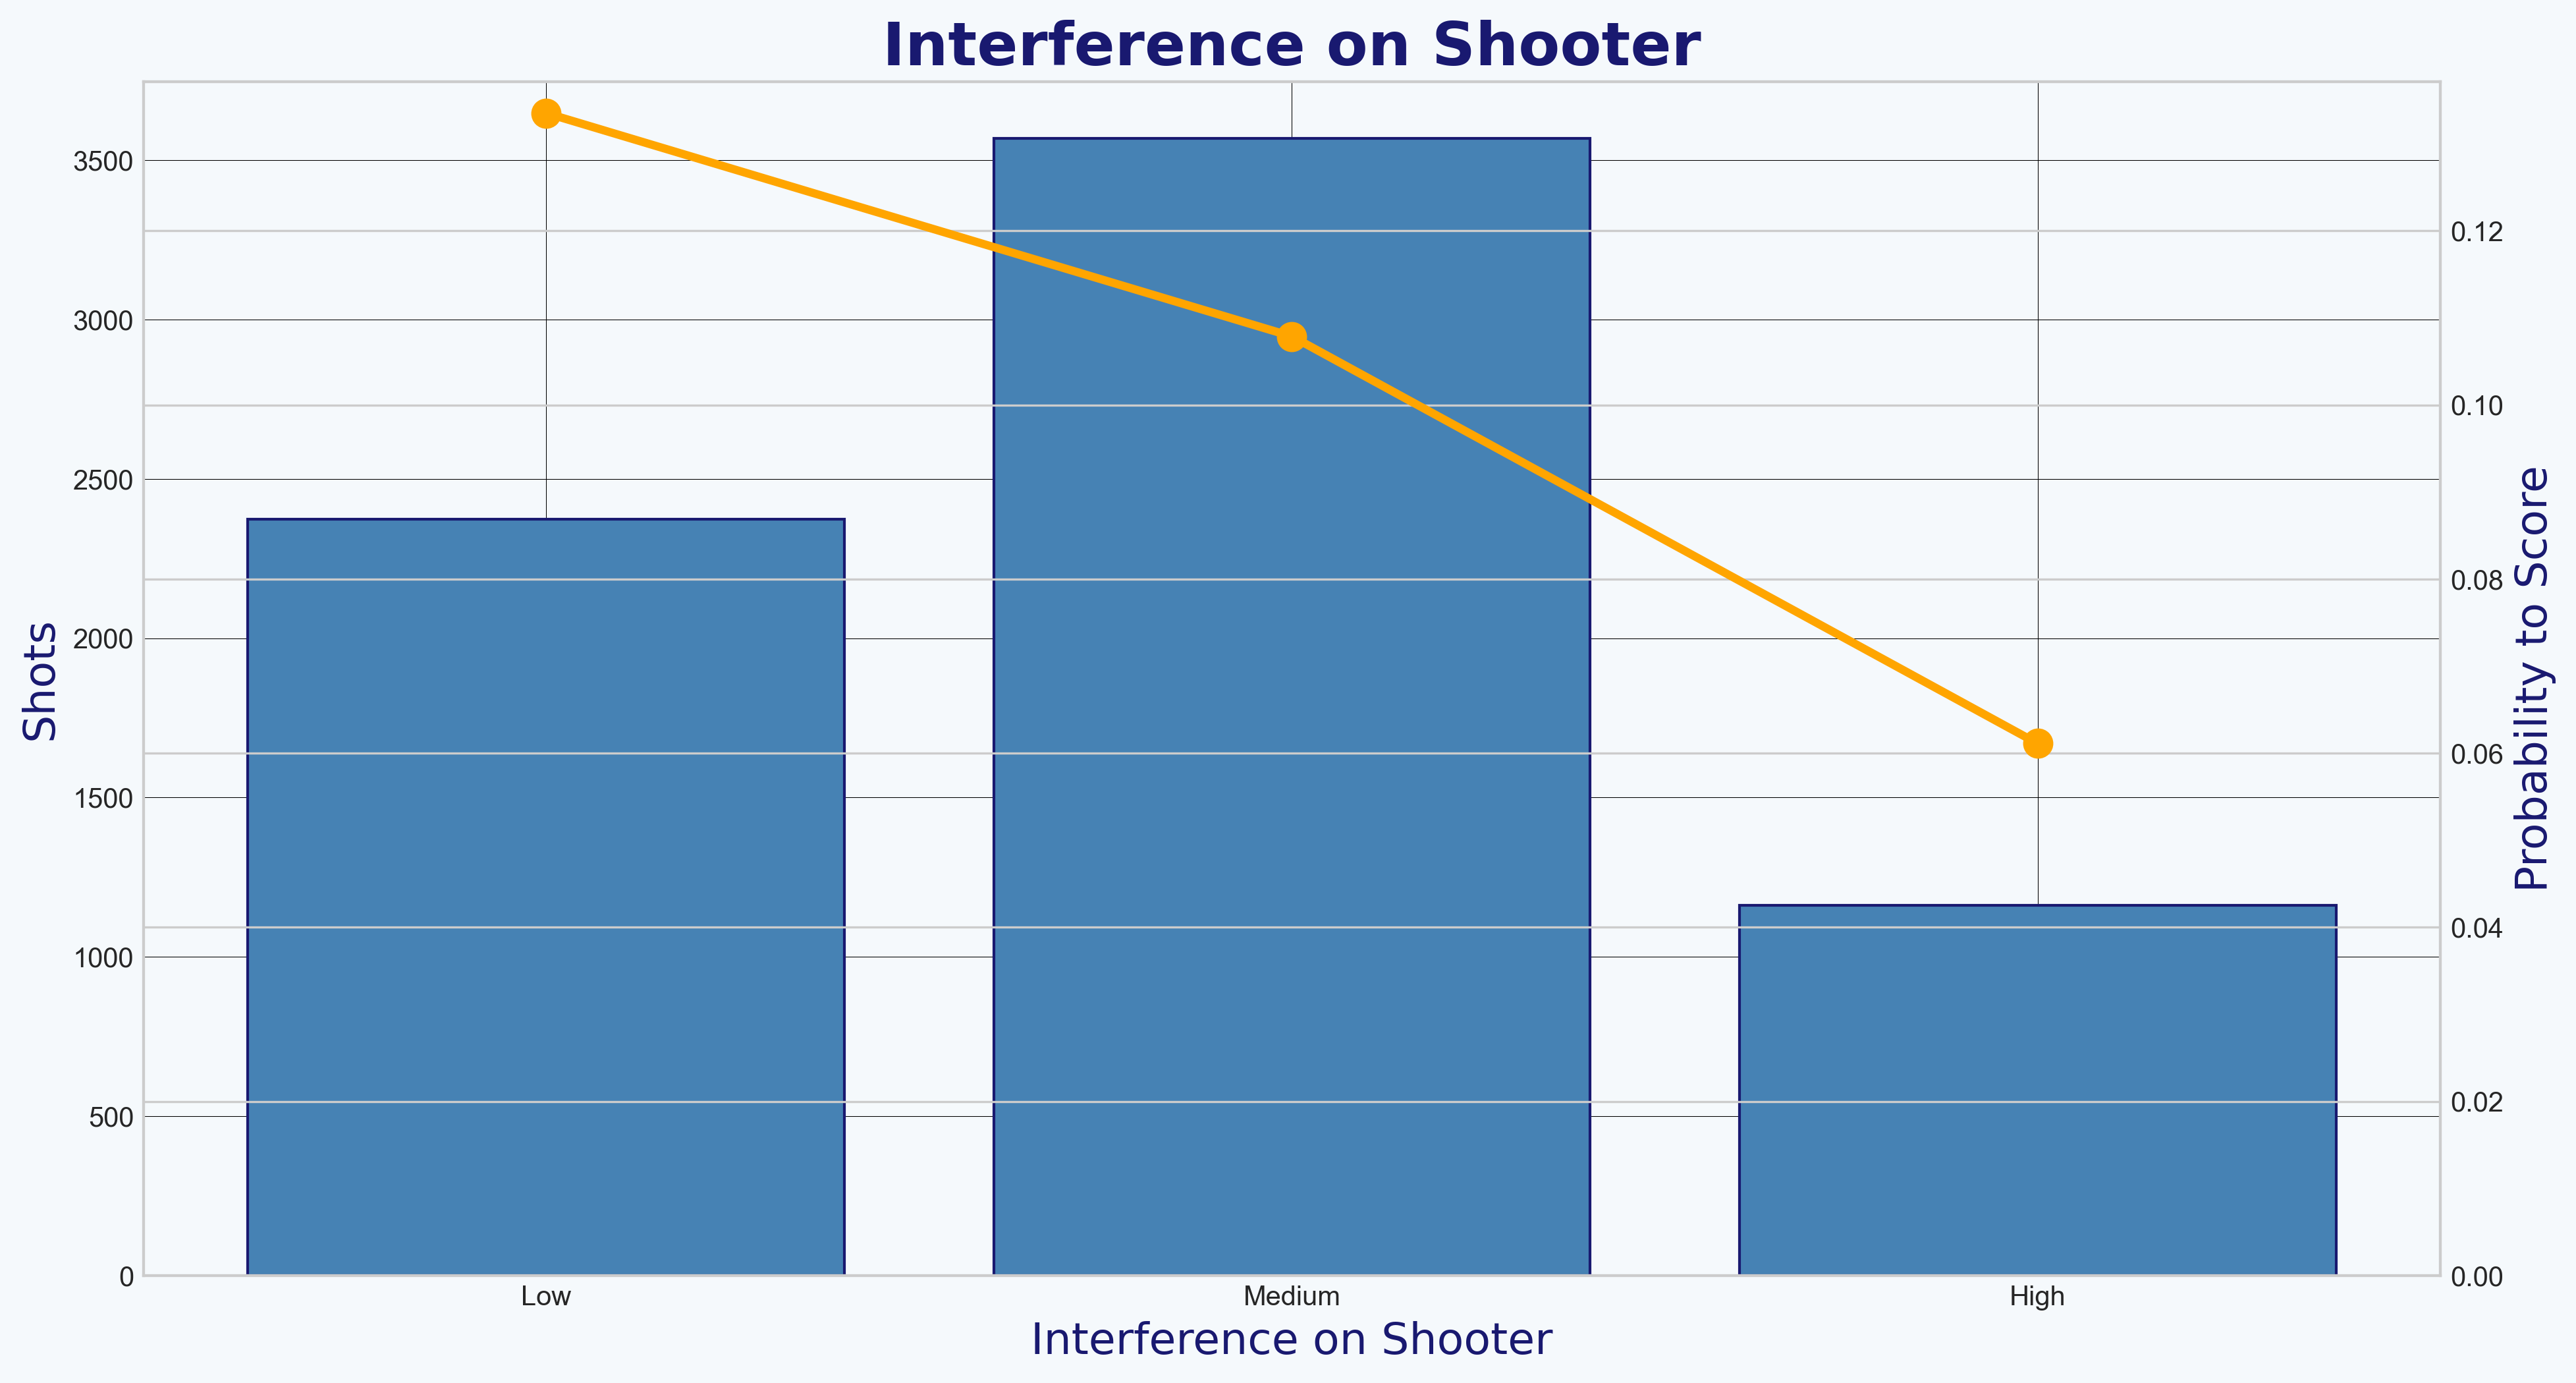 Interference on Shooter
3500
3000
2500
2000
1500
1000
500
0
Shots
0.12
0.10
0.08
0.06
0.04
0.02
0.00
Probability to Score
Low
Medium
High
Interference on Shooter